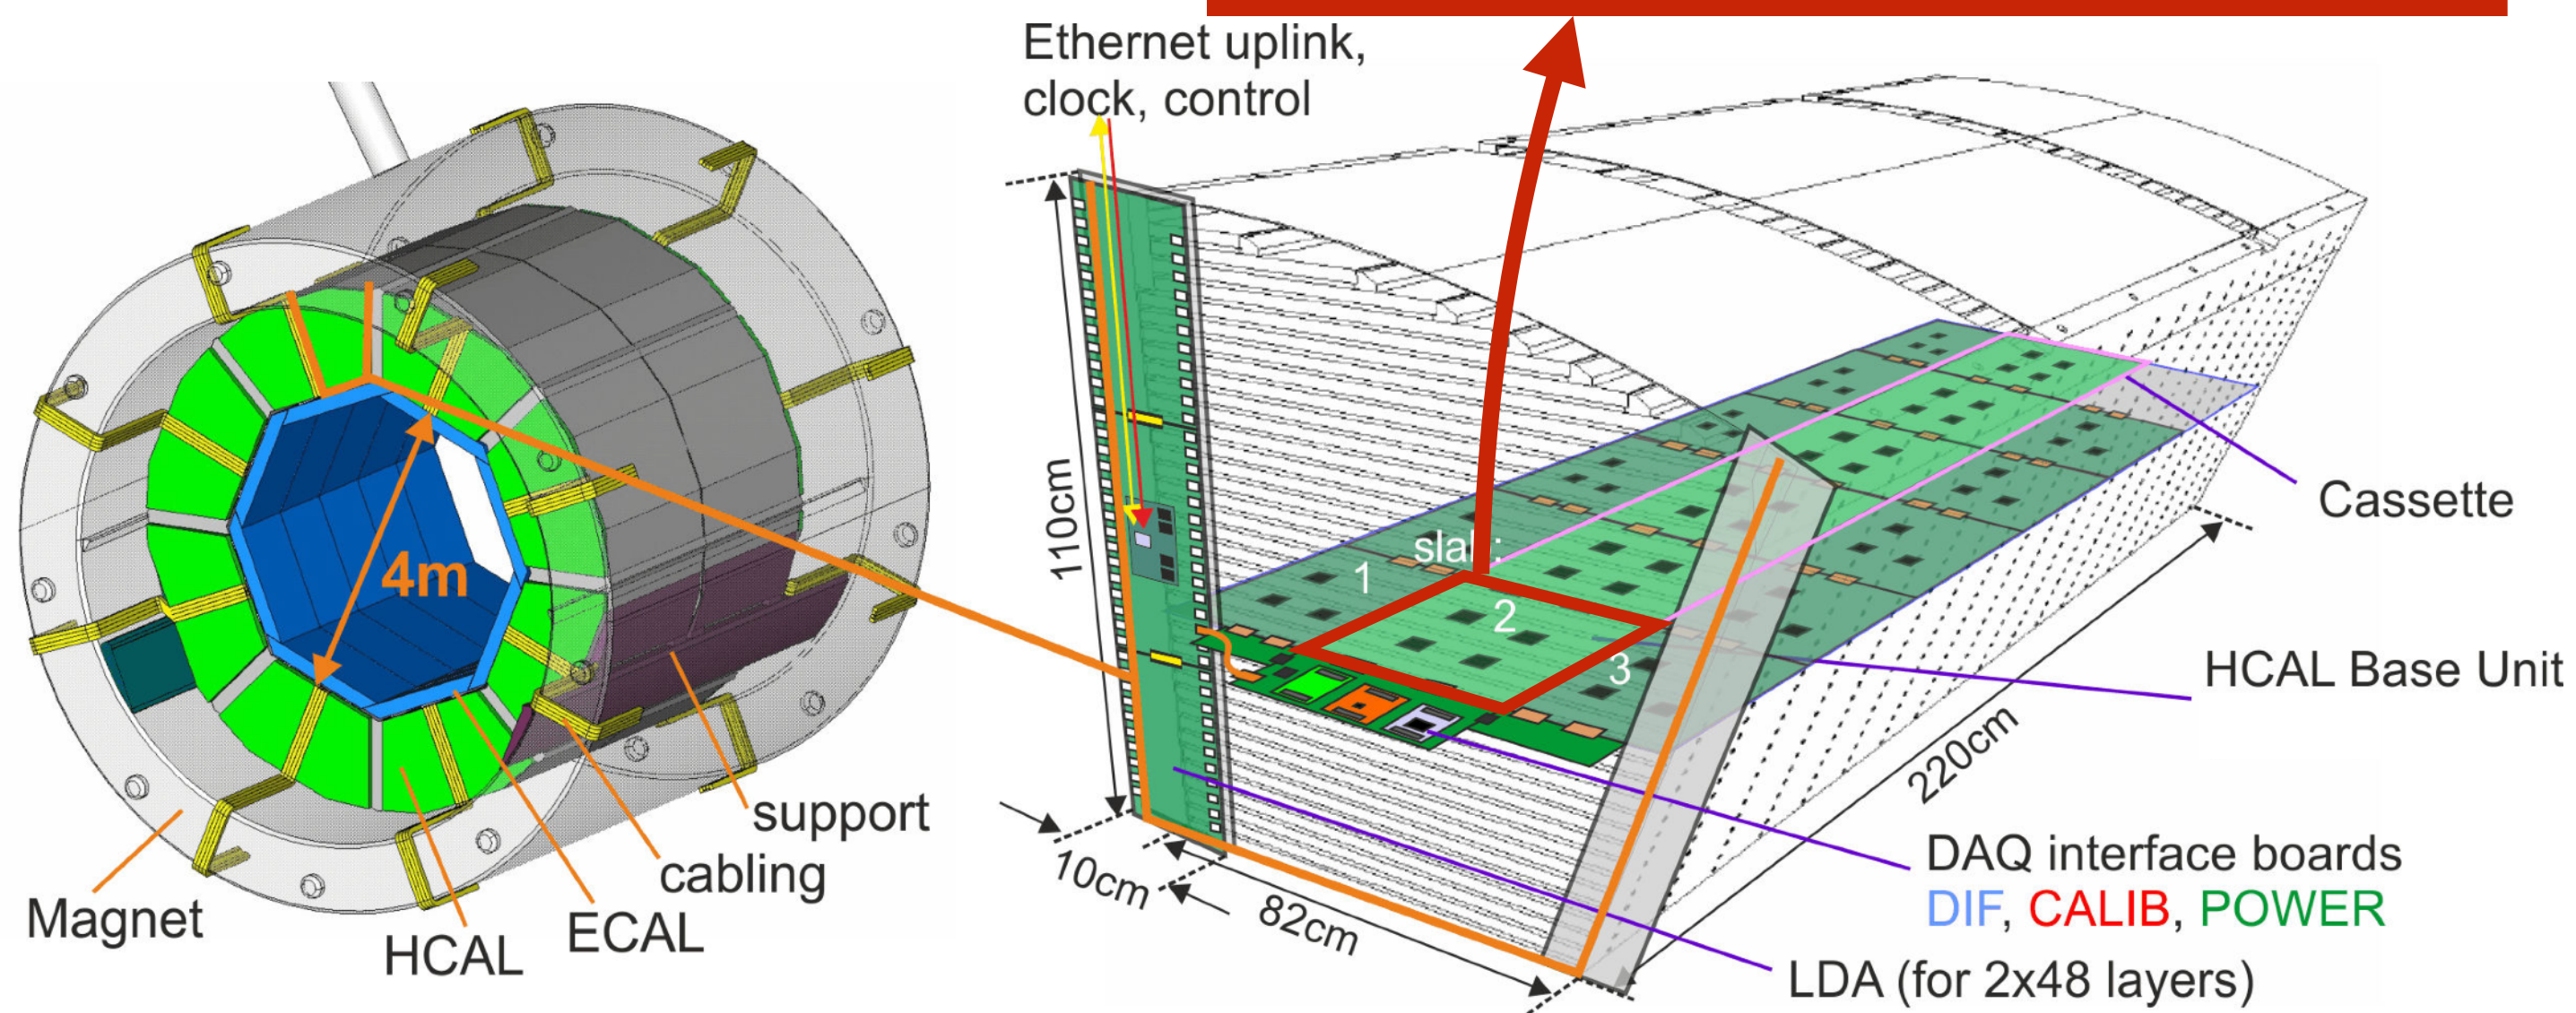 Ethernet uplink,
clock, control
110cm
4m
1
2
3
Cassette
HCAL Base Unit
220cm
support
cabling
Magnet
HCAL
ECAL
10cm
82cm
DAQ interface boards
DIF, CALIB, POWER
LDA (for 2x48 layers)